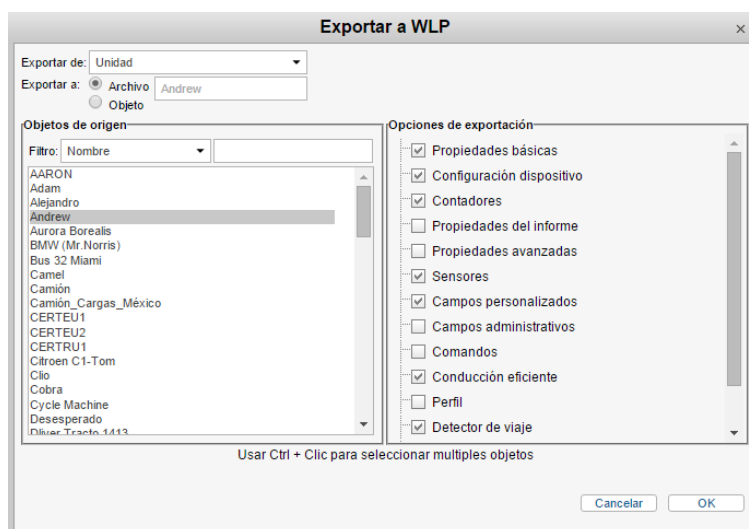 Exportar a WLP
Exportar de: Unidad
Exportar a: Archivo Andrew
Objeto
Objetos de origen
Filtro: Nombre
AARON
Adam
Alejandro
Andrew
Aurora Borealis
BMW (Mr.Norris)
Bus 32 Miami
Camel
Camión
Camión_Cargas_México
CERTEU1
CERTEU2
CERTRU1
Citroen C1-Tom
Clio
Cobra
Cycle Machine
Desesperado
Dliver Tracto 1413
Opciones de exportación
Propiedades básicas
Configuración dispositivo
Contadores
Propiedades del informe
Propiedades avanzadas
Sensores
Campos personalizados
Campos administrativos
Comandos
Conducción eficiente
Perfil
Detector de viaje
Usar Ctrl + Clic para seleccionar multiples objetos
Cancelar OK